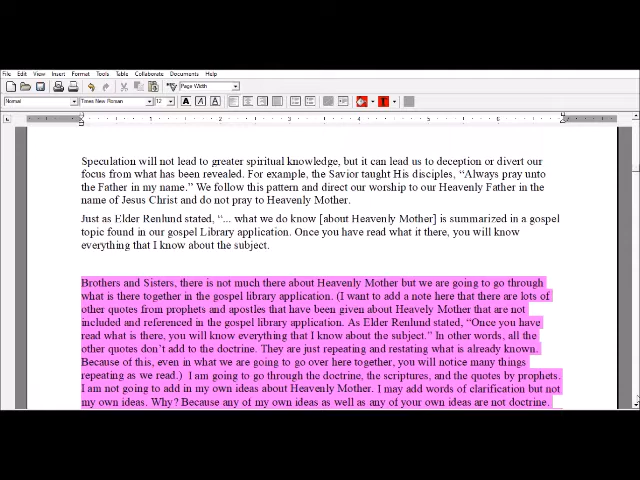 File Edit View Insert Format Tools Table Collaborate Documents Help
Page Width
Normal Times New Roman 12
Speculation will not lead to greater spiritual knowledge, but it can lead us to deception or divert our
focus from what has been revealed. For example, the Savior taught His disciples, “Always pray unto
the Father in my name.” We follow this pattern and direct our worship to our Heavenly Father in the
name of Jesus Christ and do not pray to Heavenly Mother.
Just as Elder Renlund stated, “... what we do know [about Heavenly Mother] is summarized in a gospel
topic found in our gospel Library application. Once you have read what it there, you will know
everything that I know about the subject.
Brothers and Sisters, there is not much there about Heavenly Mother but we are going to go through
what is there together in the gospel library application. (I want to add a note here that there are lots of
other quotes from prophets and apostles that have been given about Heavely Mother that are not
included and referenced in the gospel library application. As Elder Renlund stated, “Once you have
read what is there, you will know everything that I know about the subject.” In other words, all the
other quotes don’t add to the doctrine. They are just repeating and restating what is already known.
Because of this, even in what we are going to go over here together, you will notice many things
repeating as we read.) I am going to go through the doctrine, the scriptures, and the quotes by prophets.
I am not going to add in my own ideas about Heavenly Mother. I may add words of clarification but not
my own ideas. Why? Because any of my own ideas as well as any of your own ideas are not doctrine.